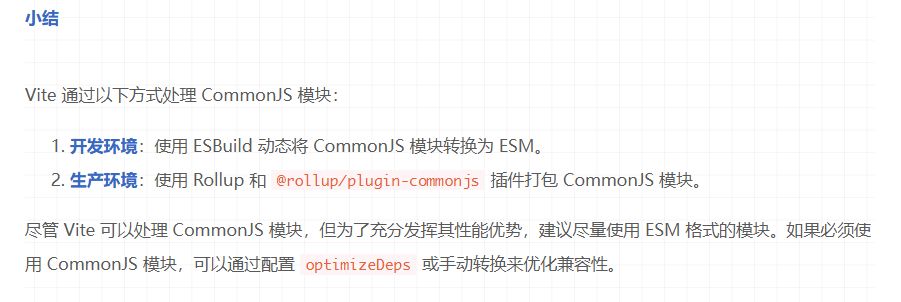 小结
Vite 通过以下方式处理 CommonJS 模块：
1. 开发环境：使用 ESBuild 动态将 CommonJS 模块转换为 ESM。
2. 生产环境：使用 Rollup 和 @rollup/plugin-commonjs 插件打包 CommonJS 模块。
尽管 Vite 可以处理 CommonJS 模块，但为了充分发挥其性能优势，建议尽量使用 ESM 格式的模块。如果必须使
用 CommonJS 模块，可以通过配置 optimizeDeps 或手动转换来优化兼容性。